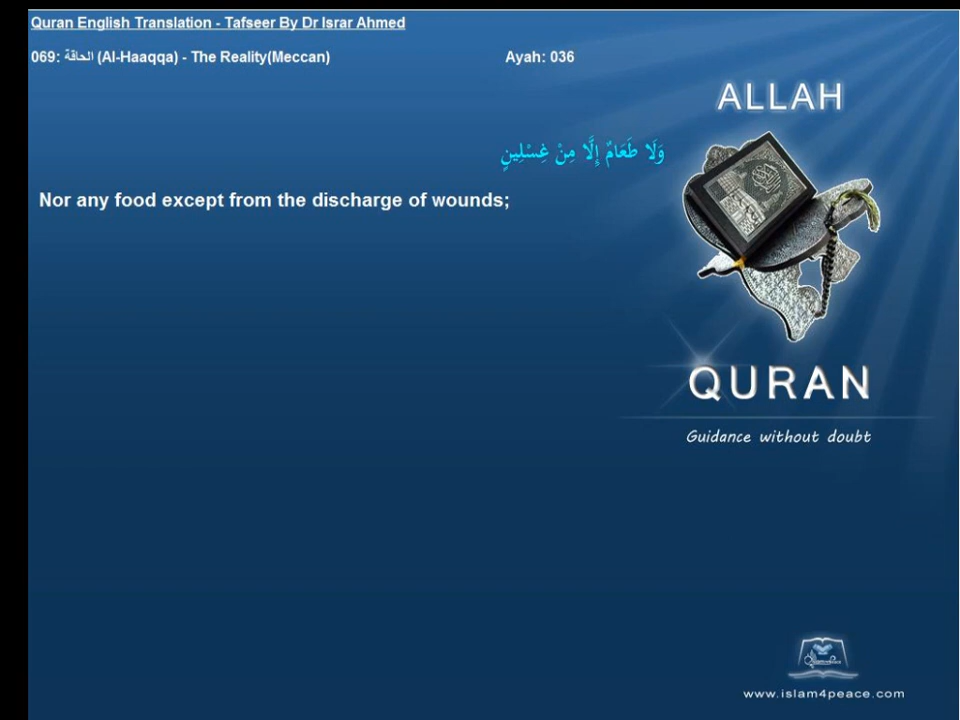 Quran English Translation - Tafseer By Dr Israr Ahmed
069: الحاقة (Al-Haaqqa) - The Reality(Meccan) Ayah: 036
ALLAH
وَلَا طَعَامٌ إِلَّا مِنْ غِسْلِينٍ
Nor any food except from the discharge of wounds;
QURAN
Guidance without doubt
www.islam4peace.com